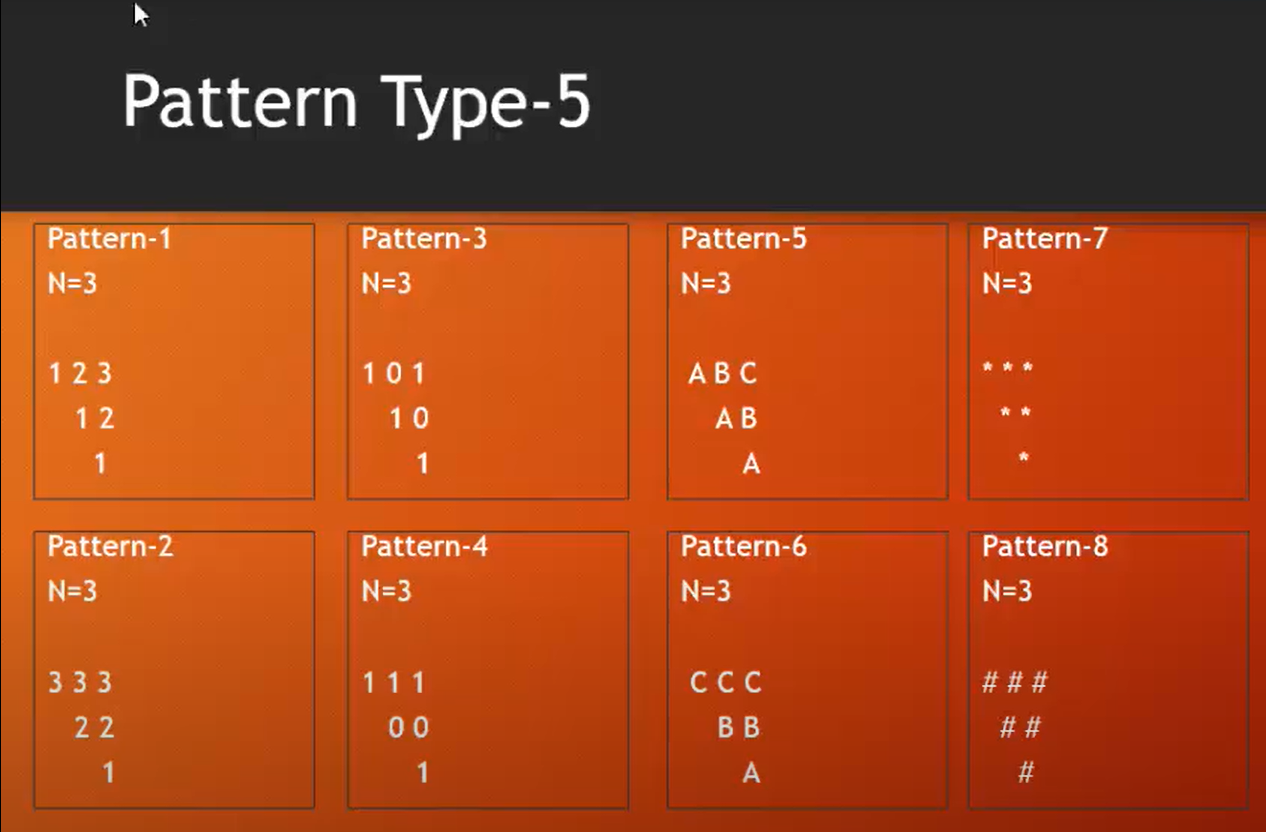 Pattern Type-5
Pattern-1
N=3
1 2 3
1 2
1
Pattern-3
N=3
1 0 1
1 0
1
Pattern-5
N=3
A B C
A B
A
Pattern-7
N=3
* * *
* *
*
Pattern-2
N=3
3 3 3
2 2
1
Pattern-4
N=3
1 1 1
0 0
1
Pattern-6
N=3
C C C
B B
A
Pattern-8
N=3
# # #
# #
#